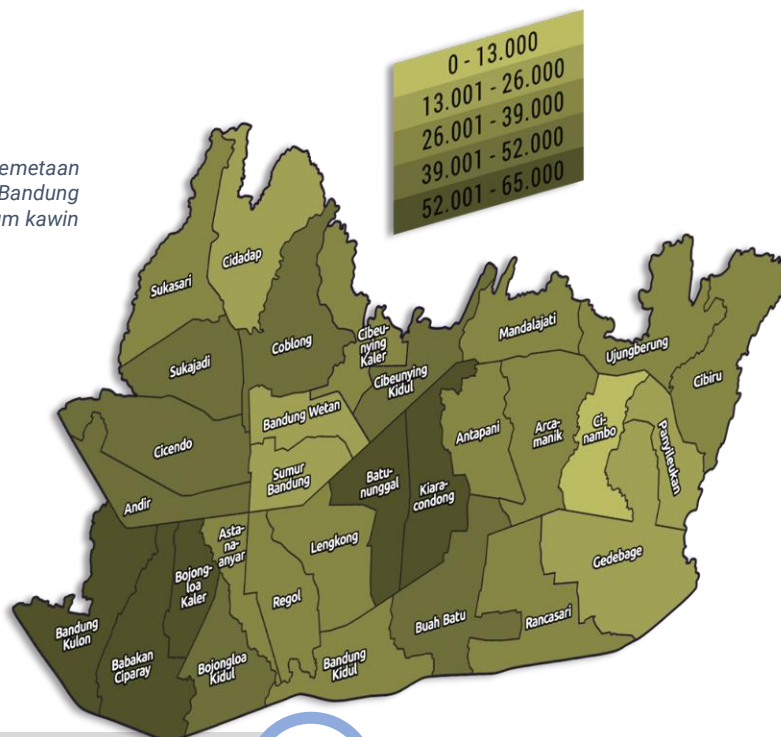 0 - 13.000
13.001 - 26.000
26.001 - 39.000
39.001 - 52.000
52.001 - 65.000
emetaan
Bandung
m kawin
Sukasari
Cidadap
Sukajadi
Coblong
Cibeu-
nying
Kaler
Cibeunying
Kidul
Mandalajati
Ujungberung
Cibiru
Cicendo
Andir
Bandung Wetan
Sumur
Bandung
Batu-
nunggal
Kiara-
condong
Antapani
Arca-
manik
Ci-
nambo
Panyileukan
Gedebage
Rancasari
Buah Batu
Bandung
Kidul
Lengkong
Regol
Asta-
na-
anyar
Bojong-
loa
Kaler
Bojongloa
Kidul
Babakan
Ciparay
Bandung
Kulon